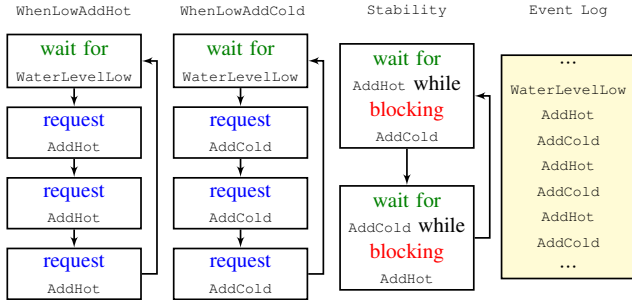 WhenLowAddHot
wait for
WaterLevelLow
request
AddHot
request
AddHot
request
AddHot
WhenLowAddCold
wait for
WaterLevelLow
request
AddCold
request
AddCold
request
AddCold
Stability
wait for
AddHot while
blocking
AddCold
wait for
AddCold while
blocking
AddHot
Event Log
...
WaterLevelLow
AddHot
AddCold
AddHot
AddCold
AddHot
AddCold
...